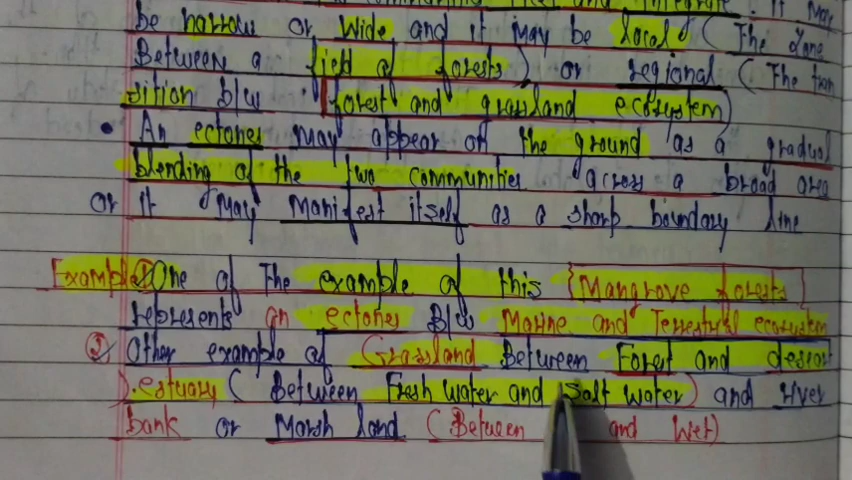 be narrow or wide and it may be local (The zone
Between a field of forests) or regional (The tran
sition b/w (forest and grassland ecosystem)
• An ectones may appear on the ground as a gradual
blending of the two communities across a broad area
or it may manifest itself as a sharp boundary line
Example ① One of The example of this [Mangrove forests]
represents an ectones b/w Marine and Terrestrial ecosystem
② Other example of Grassland Between Forest and desert
). estuary (Between Fresh water and Salt water) and river
bank or Marsh land (Between and Wet)